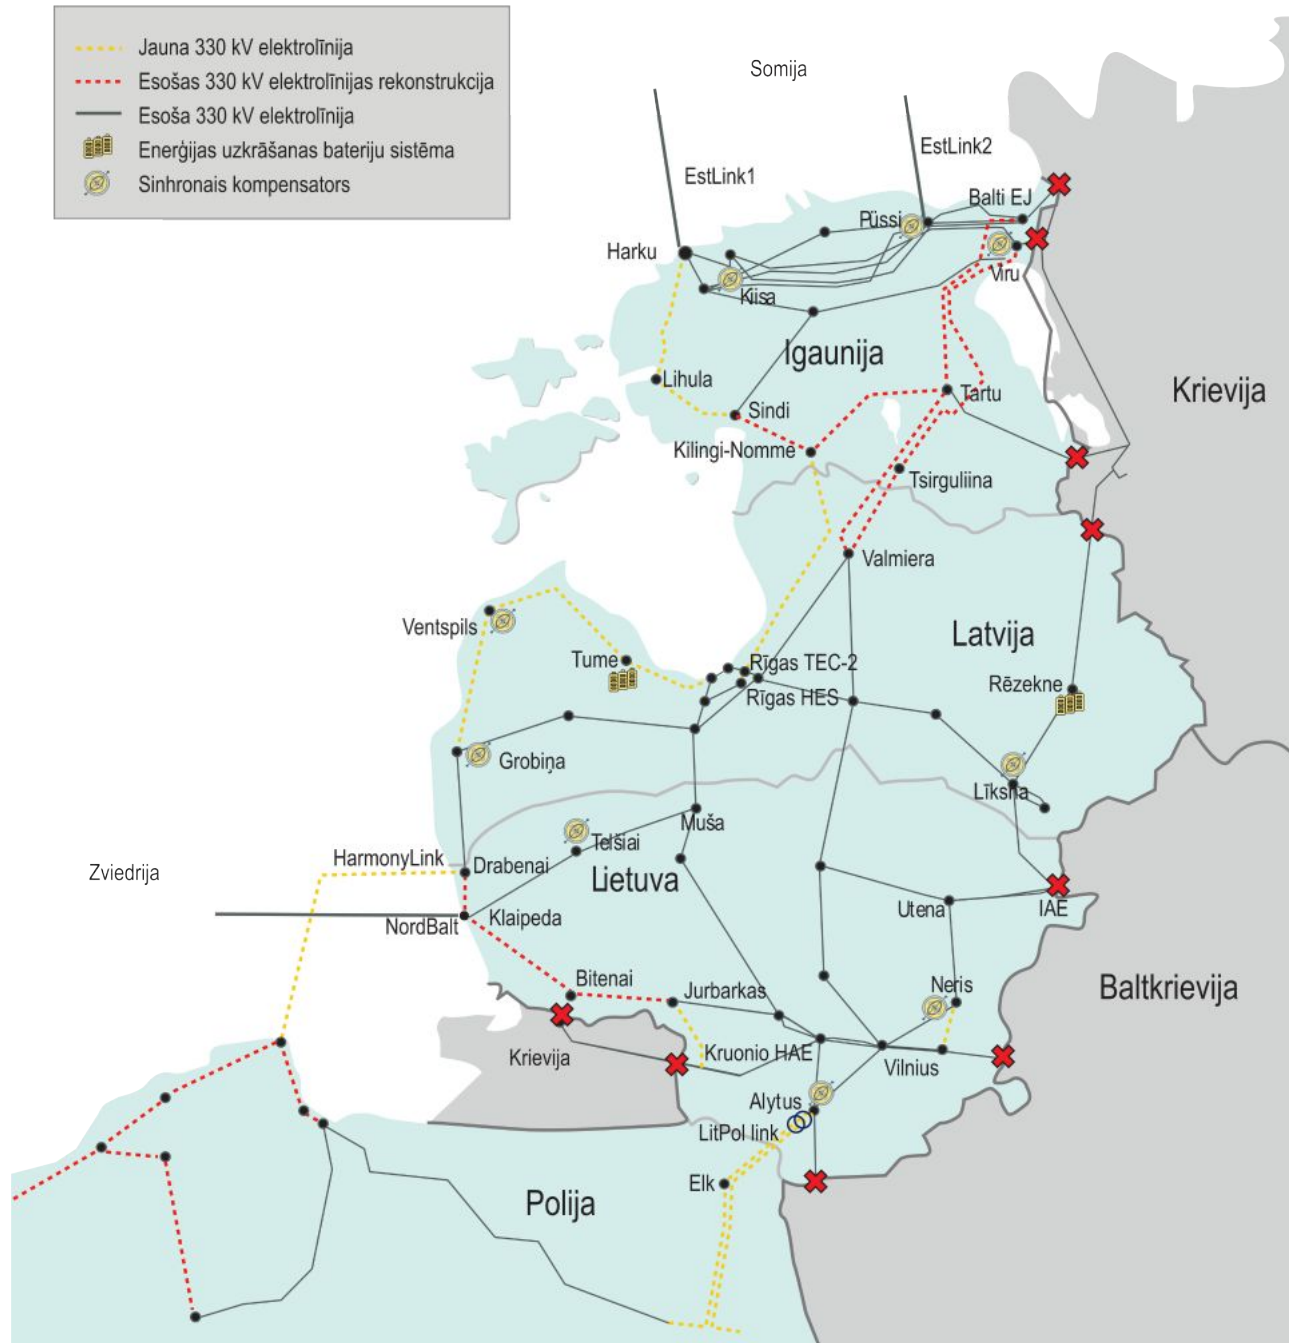 Jauna 330 kV elektrolīnija
Esošas 330 kV elektrolīnijas rekonstrukcija
Esoša 330 kV elektrolīnija
Enerģijas uzkrāšanas bateriju sistēma
Sinhronais kompensators
Somija
EstLink2
EstLink1
Balti EJ
Püssi
Harku
Viru
Kiisa
Igaunija
Krievija
Lihula
Tartu
Sindi
Kilingi-Nomme
Tsirguliina
Valmiera
Ventspils
Latvija
Tume
Rīgas TEC-2
Rēzekne
Rīgas HES
Grobiņa
Līksna
Muša
Telšiai
HarmonyLink
Drabenai
Zviedrija
Lietuva
Utena
IAE
Klaipeda
NordBalt
Bitenai
Jurbarkas
Neris
Baltkrievija
Krievija
Kruonio HAE
Vilnius
Alytus
LitPol link
Elk
Polija